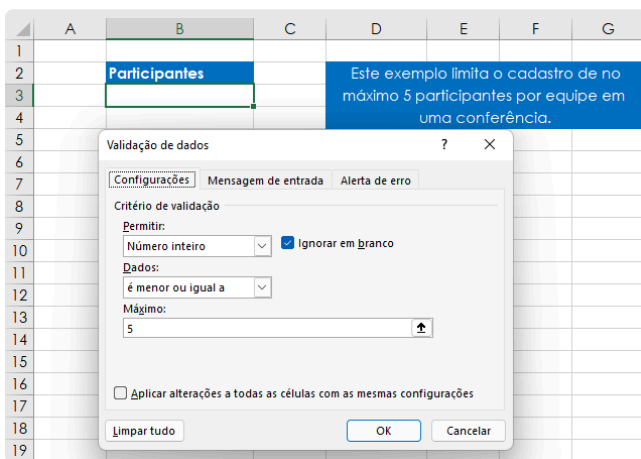 A B C D E F G
1
2 Participantes Este exemplo limita o cadastro de no
3 máximo 5 participantes por equipe em
4 uma conferência.
5
Validação de dados ? ×
6
7
Configurações Mensagem de entrada Alerta de erro
8
Critério de validação
9
Permitir:
10
Número inteiro Ignorar em branco
11
Dados:
12
é menor ou igual a
13
Máximo:
5
14
15
16
Aplicar alterações a todas as células com as mesmas configurações
17
18
Limpar tudo OK Cancelar
19